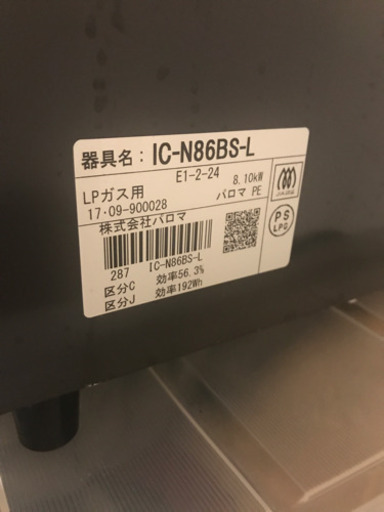 器具名：IC-N86BS-L
E1-2-24
LPガス用 8.10kW
17･09-900028 パロマ PE
株式会社パロマ
PS
LPG
287 IC-N86BS-L
区分C 効率56.3%
区分J 効率192Wh